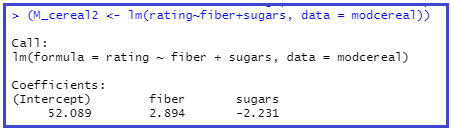 > (M_cereal2 <- lm(rating~fiber+sugars, data = modcereal))
Call:
lm(formula = rating ~ fiber + sugars, data = modcereal)
Coefficients:
(Intercept) fiber sugars
52.089 2.894 -2.231